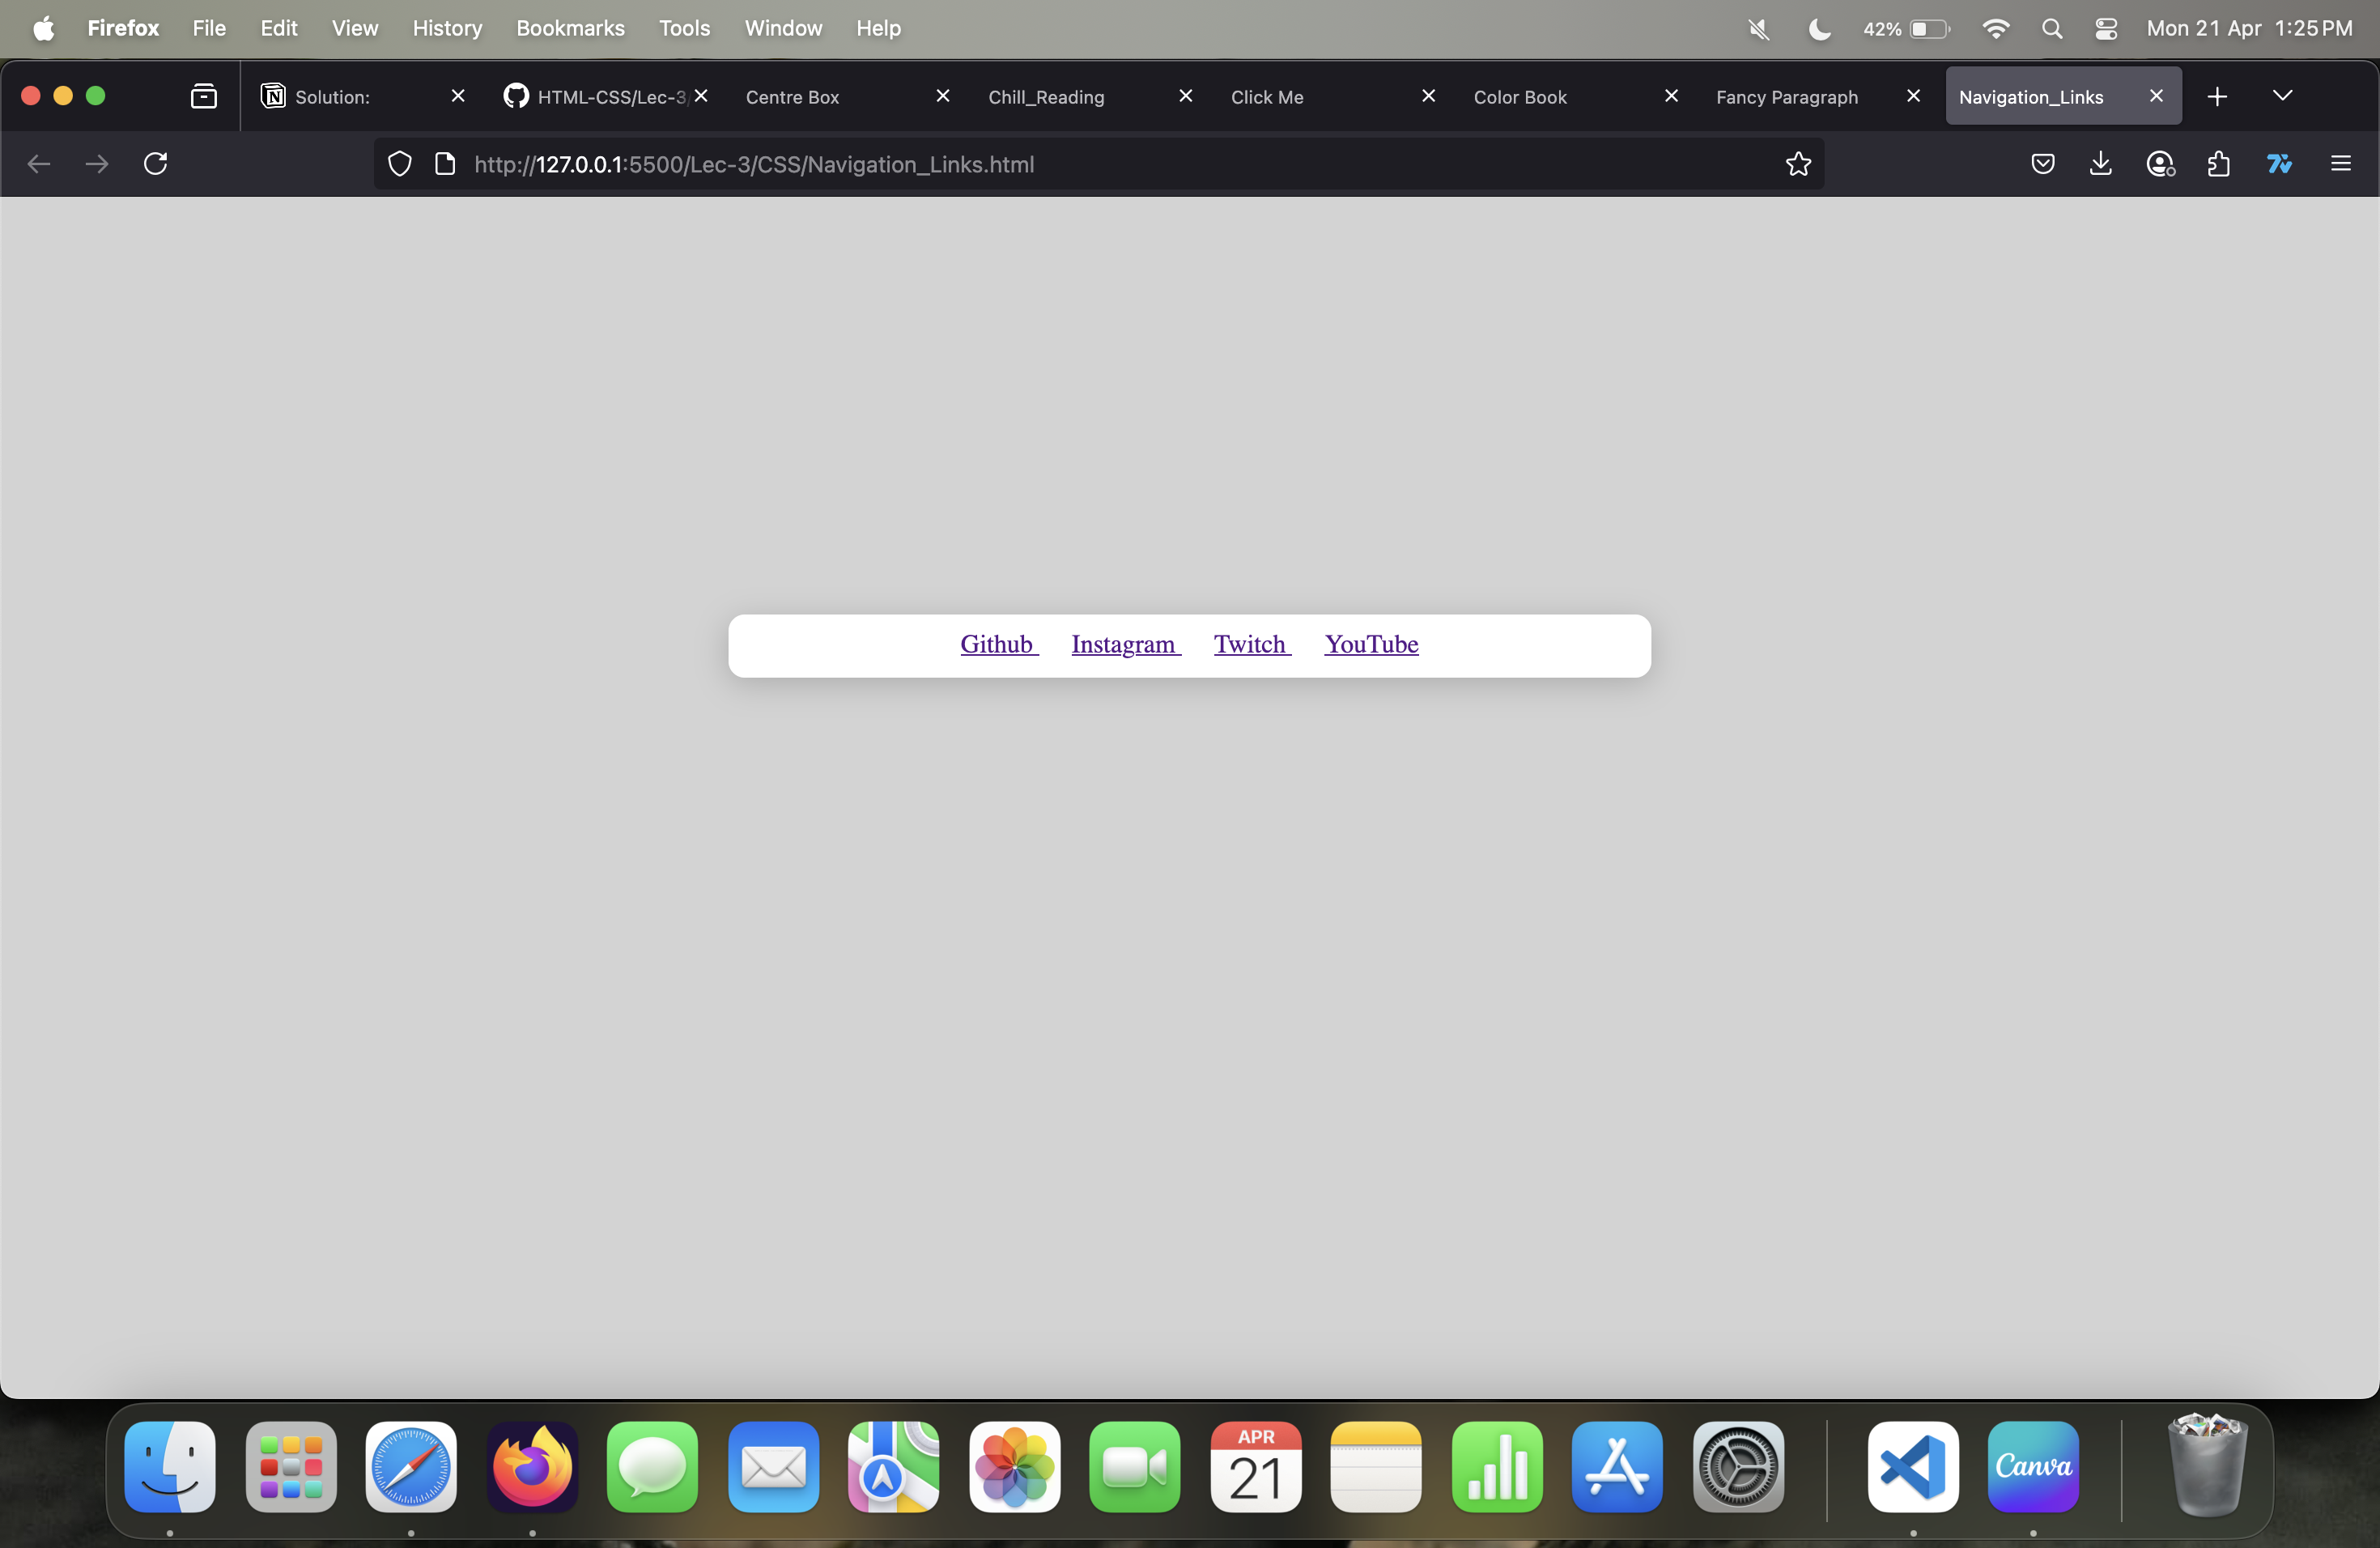 Firefox File Edit View History Bookmarks Tools Window Help 42% Mon 21 Apr 1:25 PM
Solution: HTML-CSS/Lec-3/ Centre Box Chill_Reading Click Me Color Book Fancy Paragraph Navigation_Links
http://127.0.0.1:5500/Lec-3/CSS/Navigation_Links.html
Github Instagram Twitch YouTube
APR
21
Canva